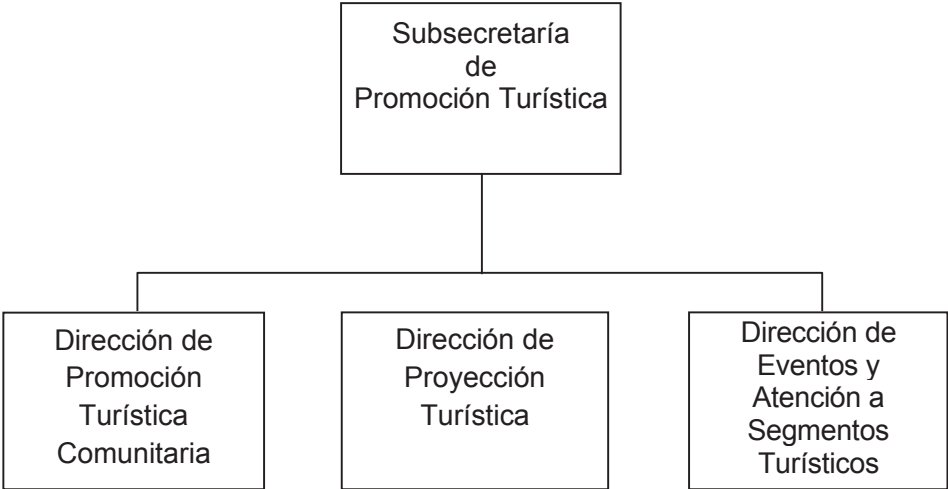 Subsecretaría
de
Promoción Turística
Dirección de
Promoción
Turística
Comunitaria
Dirección de
Proyección
Turística
Dirección de
Eventos y
Atención a
Segmentos
Turísticos